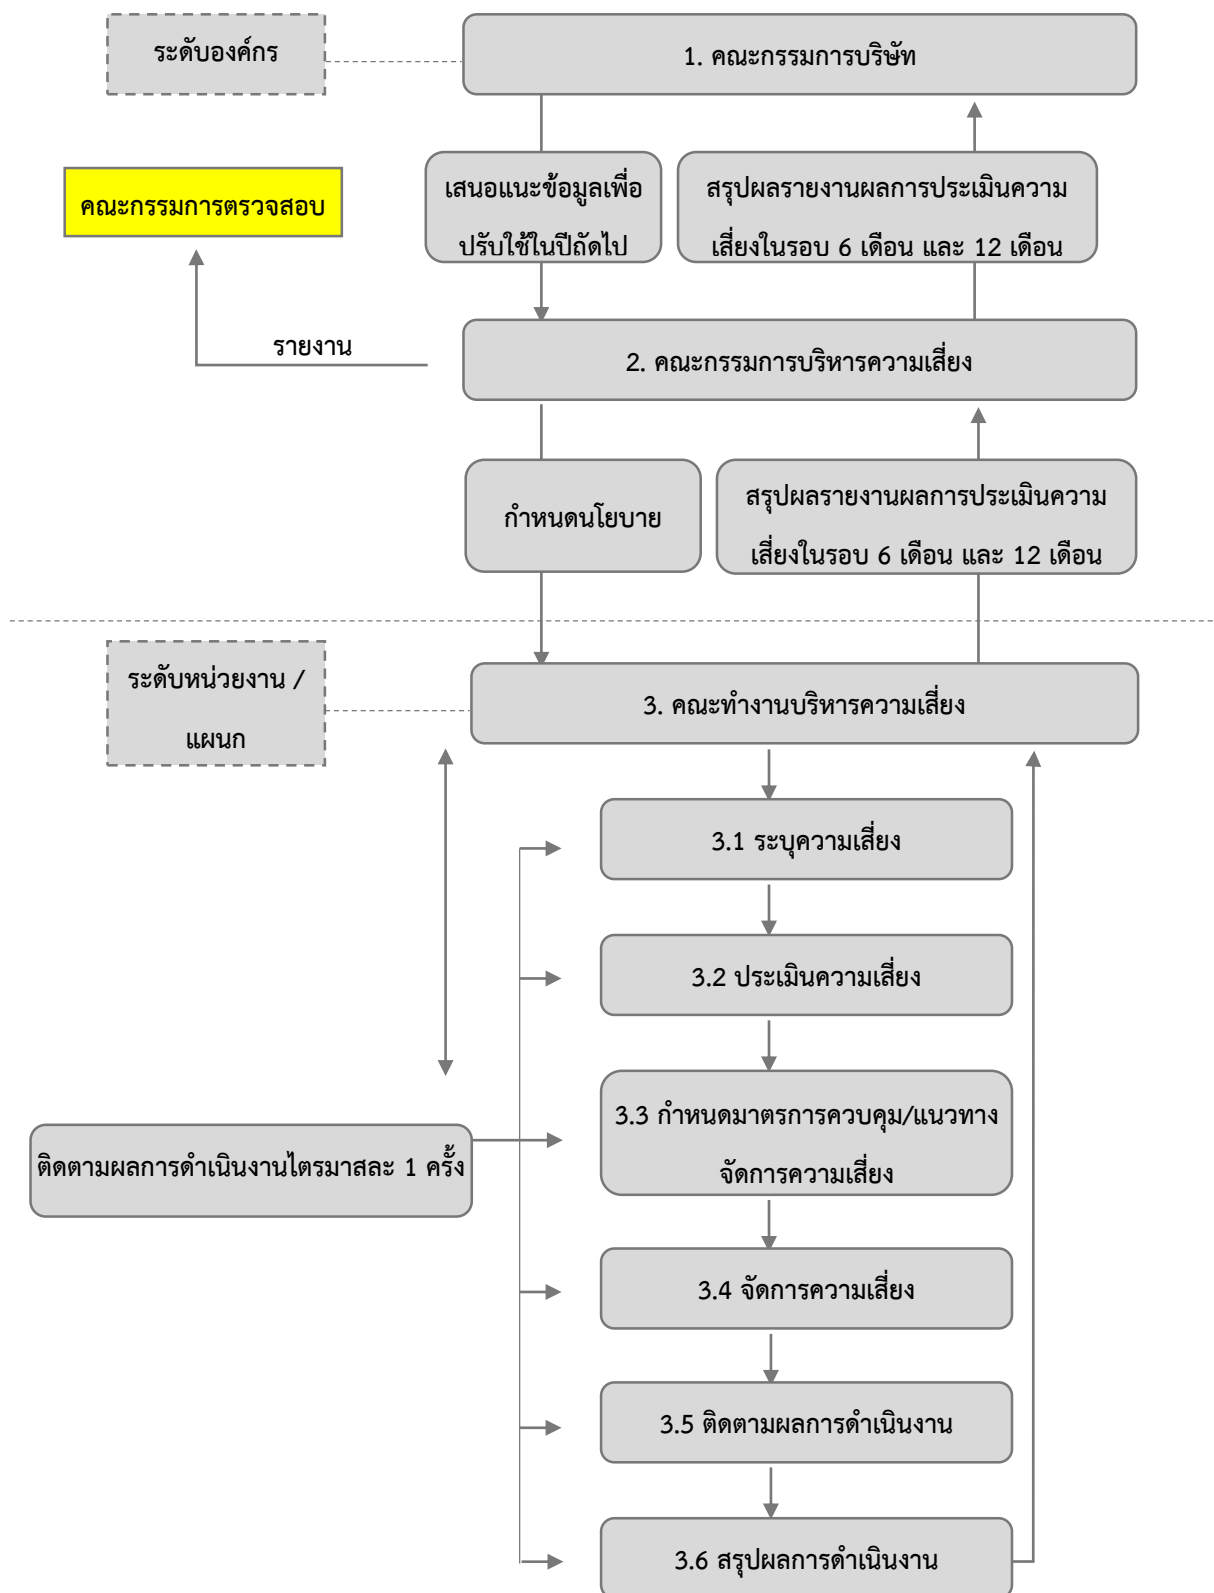 ระดับองค์กร
1. คณะกรรมการบริษัท
คณะกรรมการตรวจสอบ
เสนอแนะข้อมูลเพื่อ
ปรับใช้ในปีถัดไป
สรุปผลรายงานผลการประเมินความ
เสี่ยงในรอบ 6 เดือน และ 12 เดือน
รายงาน
2. คณะกรรมการบริหารความเสี่ยง
กำหนดนโยบาย
สรุปผลรายงานผลการประเมินความ
เสี่ยงในรอบ 6 เดือน และ 12 เดือน
ระดับหน่วยงาน /
แผนก
3. คณะทำงานบริหารความเสี่ยง
3.1 ระบุความเสี่ยง
3.2 ประเมินความเสี่ยง
3.3 กำหนดมาตรการควบคุม/แนวทาง
จัดการความเสี่ยง
ติดตามผลการดำเนินงานไตรมาสละ 1 ครั้ง
3.4 จัดการความเสี่ยง
3.5 ติดตามผลการดำเนินงาน
3.6 สรุปผลการดำเนินงาน